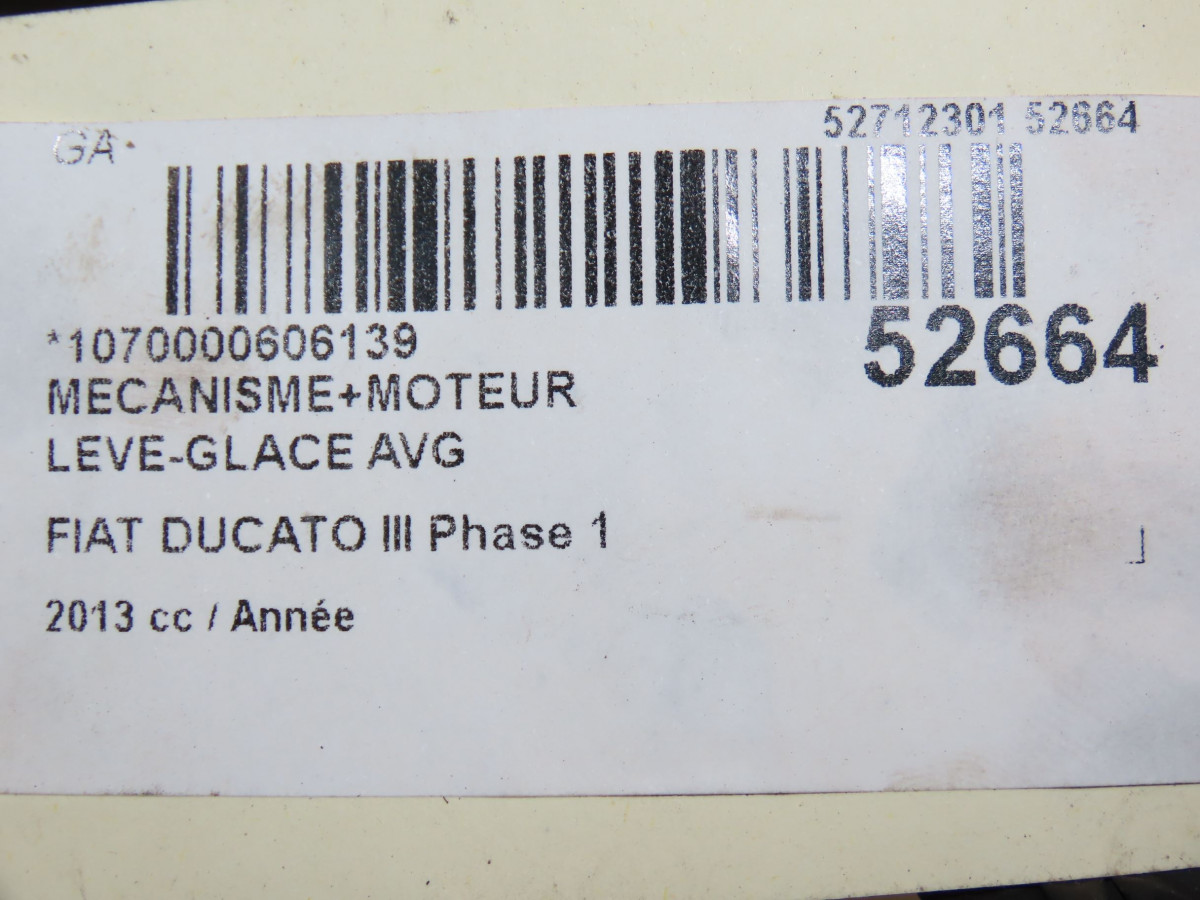 GA
52712301 52664
*1070000606139
52664
MECANISME+MOTEUR
LEVE-GLACE AVG
FIAT DUCATO III Phase 1
2013 cc / Année